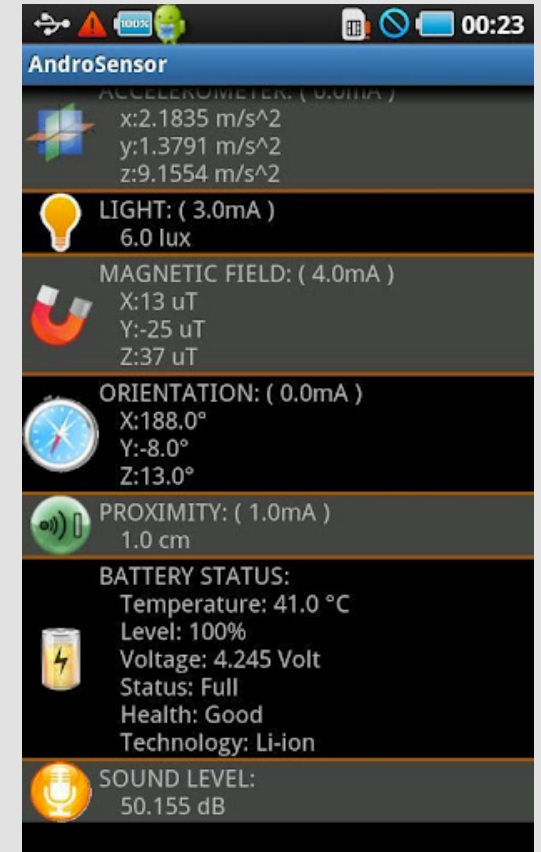 100%
00:23
AndroSensor
ACCELEROMETER: ( 0.0mA )
x:2.1835 m/s^2
y:1.3791 m/s^2
z:9.1554 m/s^2
LIGHT: ( 3.0mA )
6.0 lux
MAGNETIC FIELD: ( 4.0mA )
X:13 uT
Y:-25 uT
Z:37 uT
ORIENTATION: ( 0.0mA )
X:188.0°
Y:-8.0°
Z:13.0°
PROXIMITY: ( 1.0mA )
1.0 cm
BATTERY STATUS:
Temperature: 41.0 °C
Level: 100%
Voltage: 4.245 Volt
Status: Full
Health: Good
Technology: Li-ion
SOUND LEVEL:
50.155 dB